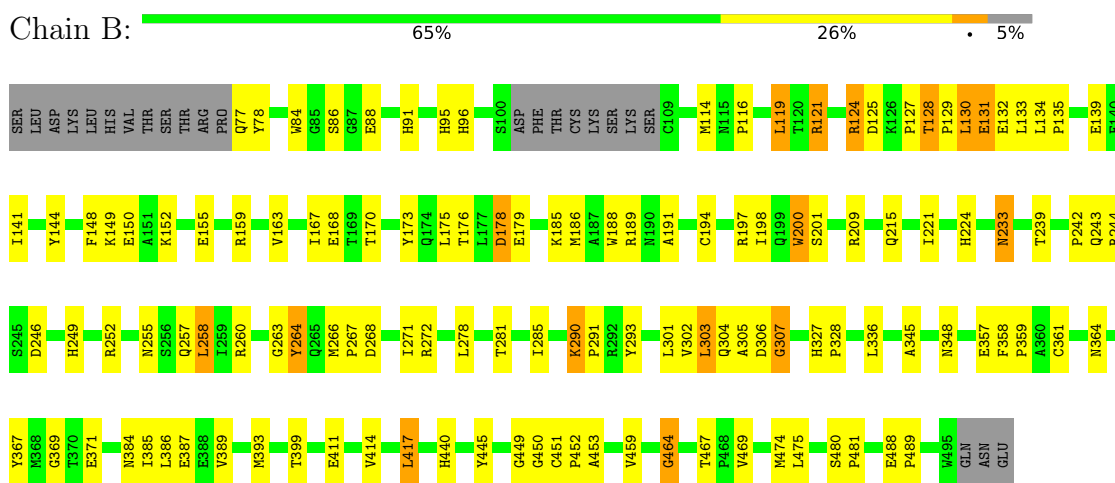 Chain B:
65% 26% • 5%
SER LEU ASP LYS LEU HIS VAL THR SER SER THR ARG PRO Q77 Y78 W84 G85 S86 G87 E88 H91 H95 H96 S100 ASP PHE THR CYS LYS SER LYS SER C109 M114 N115 P116 L119 T120 R121 R124 D125 K126 P127 T128 P129 L130 E131 E132 L133 L134 P135 E139 E140
I141 Y144 F148 K149 E150 A151 K152 E155 R159 V163 I167 E168 T169 T170 Y173 Q174 L175 T176 L177 D178 E179 K185 M186 A187 W188 R189 N190 A191 C194 R197 I198 Q199 W200 S201 R209 Q215 I221 H224 N233 T239 P242 Q243 R244
S245 D246 H249 R252 N255 S256 Q257 L258 I259 R260 G263 Y264 Q265 M266 P267 D268 I271 R272 L278 T281 I285 K290 P291 R292 Y293 L301 V302 L303 Q304 A305 D306 G307 H327 P328 L336 A345 N348 E357 F358 P359 A360 C361 N364
Y367 M368 G369 T370 E371 N384 I385 L386 E387 E388 V389 M393 T399 E411 V414 L417 H440 Y445 G449 G450 C451 P452 A453 V459 G464 T467 P468 V469 M474 L475 S480 P481 E488 P489 W495 GLN ASN GLU